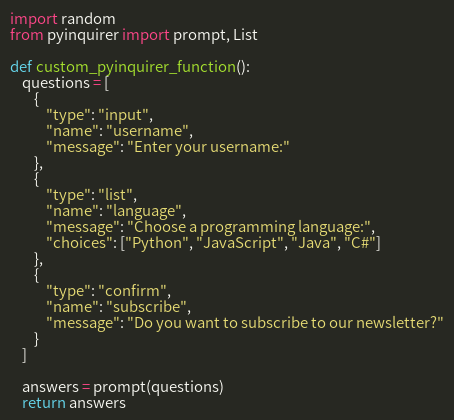 import random
from pyinquirer import prompt, List

def custom_pyinquirer_function():
    questions = [
        {
            "type": "input",
            "name": "username",
            "message": "Enter your username:"
        },
        {
            "type": "list",
            "name": "language",
            "message": "Choose a programming language:",
            "choices": ["Python", "JavaScript", "Java", "C#"]
        },
        {
            "type": "confirm",
            "name": "subscribe",
            "message": "Do you want to subscribe to our newsletter?"
        }
    ]

    answers = prompt(questions)
    return answers